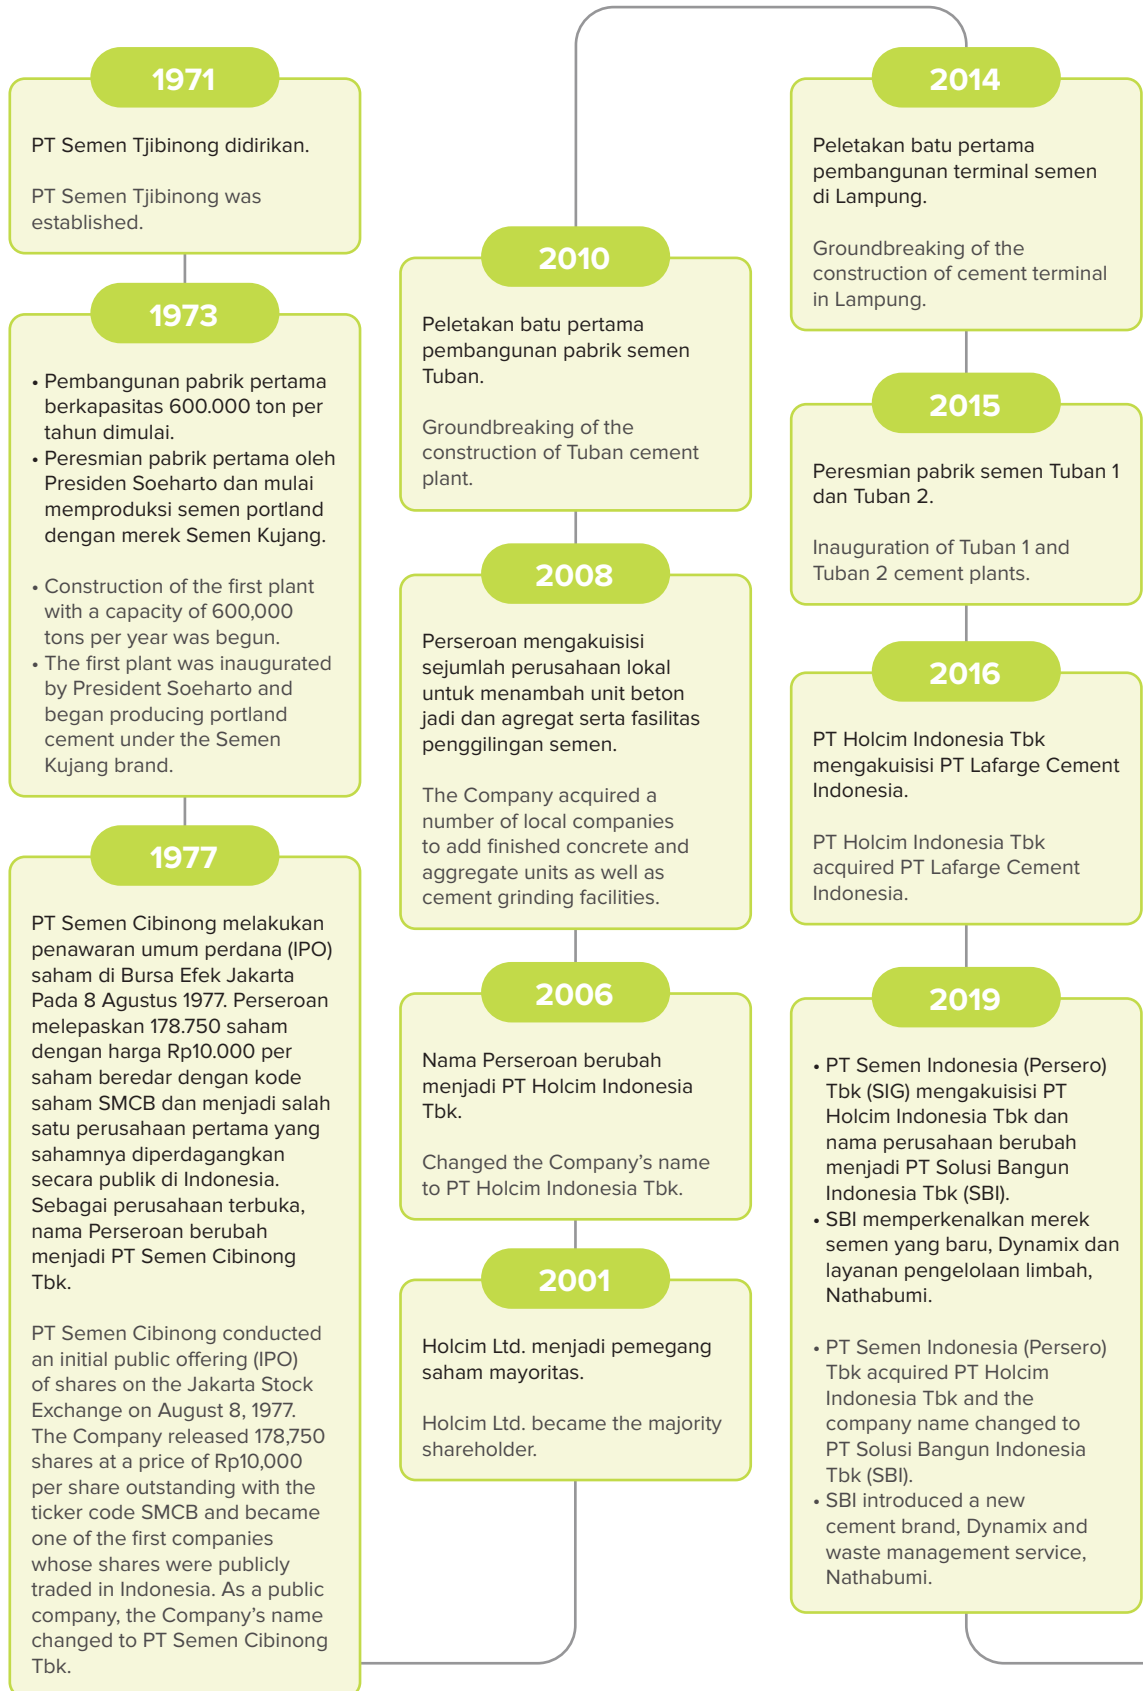 1971
PT Semen Tjibinong didirikan.
PT Semen Tjibinong was
established.
1973
• Pembangunan pabrik pertama
berkapasitas 600.000 ton per
tahun dimulai.
• Peresmian pabrik pertama oleh
Presiden Soeharto dan mulai
memproduksi semen portland
dengan merek Semen Kujang.
• Construction of the first plant
with a capacity of 600,000
tons per year was begun.
• The first plant was inaugurated
by President Soeharto and
began producing portland
cement under the Semen
Kujang brand.
1977
PT Semen Cibinong melakukan
penawaran umum perdana (IPO)
saham di Bursa Efek Jakarta
Pada 8 Agustus 1977. Perseroan
melepaskan 178.750 saham
dengan harga Rp10.000 per
saham beredar dengan kode
saham SMCB dan menjadi salah
satu perusahaan pertama yang
sahamnya diperdagangkan
secara publik di Indonesia.
Sebagai perusahaan terbuka,
nama Perseroan berubah
menjadi PT Semen Cibinong
Tbk.
PT Semen Cibinong conducted
an initial public offering (IPO)
of shares on the Jakarta Stock
Exchange on August 8, 1977.
The Company released 178,750
shares at a price of Rp10,000
per share outstanding with the
ticker code SMCB and became
one of the first companies
whose shares were publicly
traded in Indonesia. As a public
company, the Company's name
changed to PT Semen Cibinong
Tbk.
2001
Holcim Ltd. menjadi pemegang
saham mayoritas.
Holcim Ltd. became the majority
shareholder.
2006
Nama Perseroan berubah
menjadi PT Holcim Indonesia
Tbk.
Changed the Company's name
to PT Holcim Indonesia Tbk.
2008
Perseroan mengakuisisi
sejumlah perusahaan lokal
untuk menambah unit beton
jadi dan agregat serta fasilitas
penggilingan semen.
The Company acquired a
number of local companies
to add finished concrete and
aggregate units as well as
cement grinding facilities.
2010
Peletakan batu pertama
pembangunan pabrik semen
Tuban.
Groundbreaking of the
construction of Tuban cement
plant.
2014
Peletakan batu pertama
pembangunan terminal semen
di Lampung.
Groundbreaking of the
construction of cement terminal
in Lampung.
2015
Peresmian pabrik semen Tuban 1
dan Tuban 2.
Inauguration of Tuban 1 and
Tuban 2 cement plants.
2016
PT Holcim Indonesia Tbk
mengakuisisi PT Lafarge Cement
Indonesia.
PT Holcim Indonesia Tbk
acquired PT Lafarge Cement
Indonesia.
2019
• PT Semen Indonesia (Persero)
Tbk (SIG) mengakuisisi PT
Holcim Indonesia Tbk dan
nama perusahaan berubah
menjadi PT Solusi Bangun
Indonesia Tbk (SBI).
• SBI memperkenalkan merek
semen yang baru, Dynamix dan
layanan pengelolaan limbah,
Nathabumi.
• PT Semen Indonesia (Persero)
Tbk acquired PT Holcim
Indonesia Tbk and the
company name changed to
PT Solusi Bangun Indonesia
Tbk (SBI).
• SBI introduced a new
cement brand, Dynamix and
waste management service,
Nathabumi.